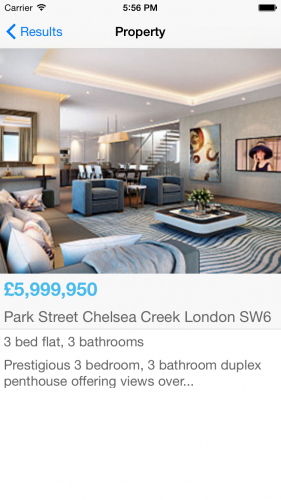 Carrier 5:56 PM
Results Property
£5,999,950
Park Street Chelsea Creek London SW6
3 bed flat, 3 bathrooms
Prestigious 3 bedroom, 3 bathroom duplex
penthouse offering views over...